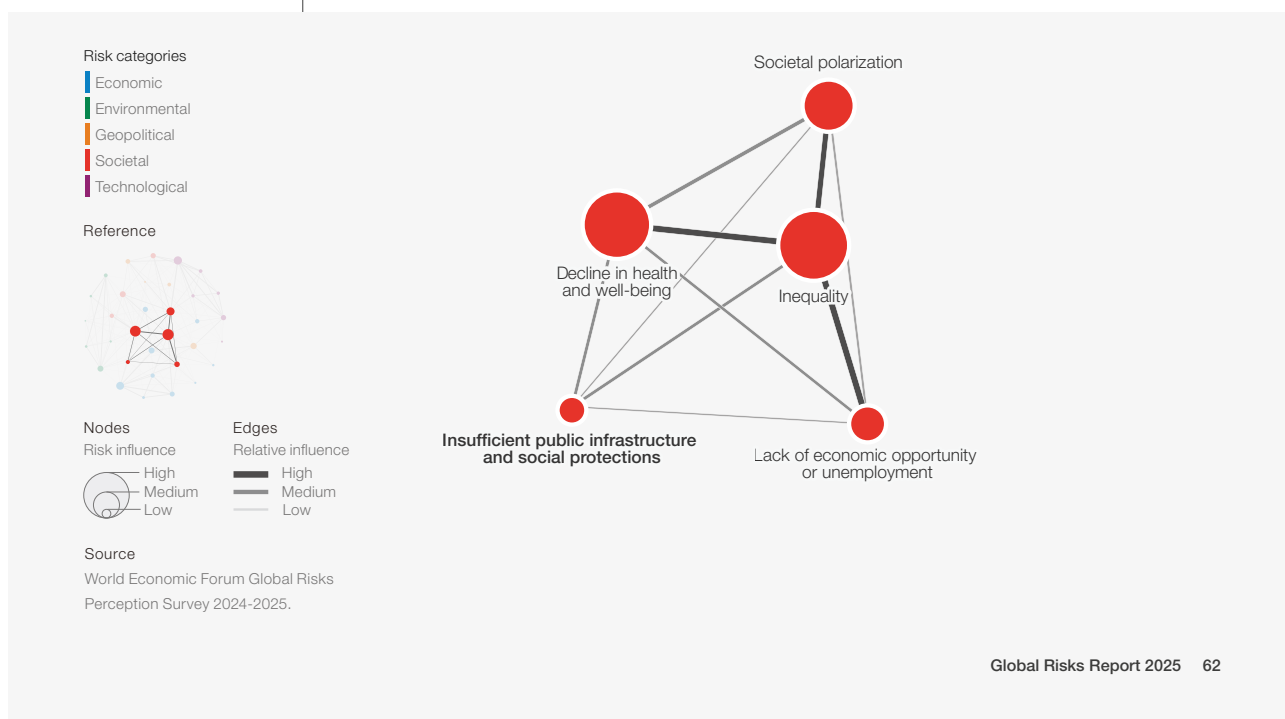 Risk categories
Economic
Environmental
Geopolitical
Societal
Technological
Reference
Nodes
Risk influence
High
Medium
Low
Edges
Relative influence
High
Medium
Low
Source
World Economic Forum Global Risks
Perception Survey 2024-2025.
Societal polarization
Decline in health
and well-being
Inequality
Insufficient public infrastructure
and social protections
Lack of economic opportunity
or unemployment
Global Risks Report 2025 62